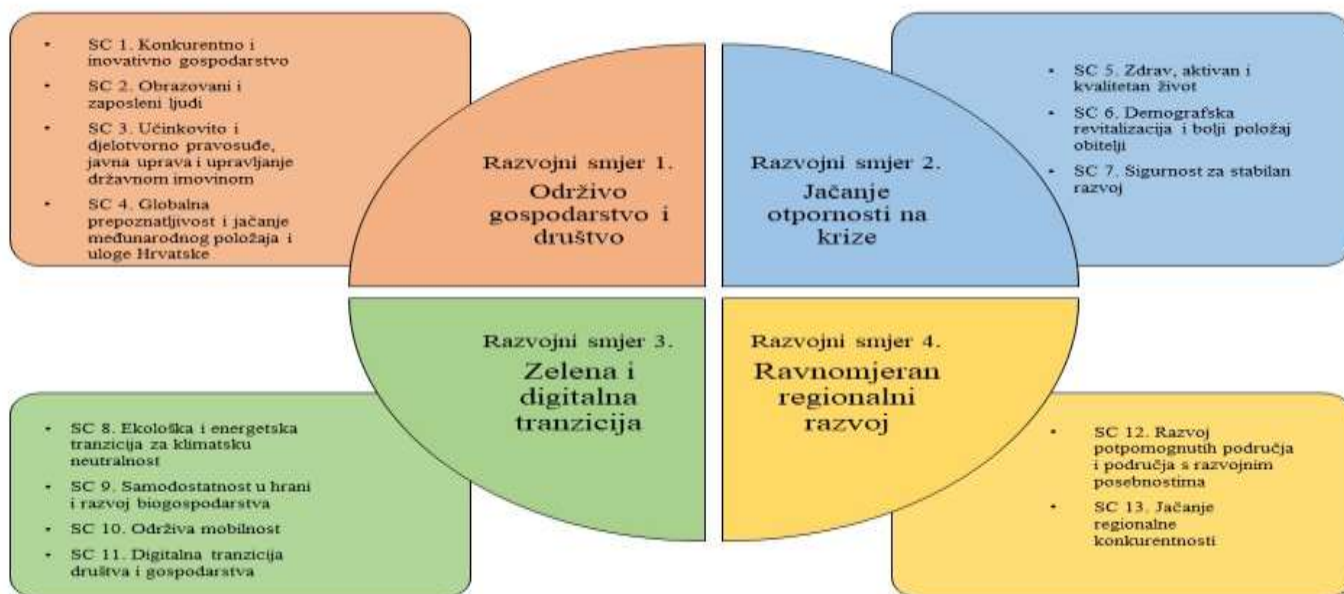 • SC 1. Konkurentno i
inovativno gospodarstvo
• SC 2. Obrazovani i
zaposleni ljudi
• SC 3. Učinkovito i
djelotvorno pravosuđe,
javna uprava i upravljanje
državnom imovinom
• SC 4. Globalna
prepoznatljivost i jačanje
međunarodnog položaja i
uloge Hrvatske
Razvojni smjer 1.
Održivo
gospodarstvo i
društvo
Razvojni smjer 2.
Jačanje
otpornosti na
krize
• SC 5. Zdrav, aktivan i
kvalitetan život
• SC 6. Demografska
revitalizacija i bolji položaj
obitelji
• SC 7. Sigurnost za stabilan
razvoj
Razvojni smjer 3.
Zelena i
digitalna
tranzicija
Razvojni smjer 4.
Ravnomjeran
regionalni
razvoj
• SC 8. Ekološka i energetska
tranzicija za klimatsku
neutralnost
• SC 9. Samodostatnost u hrani
i razvoj biogospodarstva
• SC 10. Održiva mobilnost
• SC 11. Digitalna tranzicija
društva i gospodarstva
• SC 12. Razvoj
potpomognutih područja
i područja s razvojnim
posebnostima
• SC 13. Jačanje
regionalne
konkurentnosti